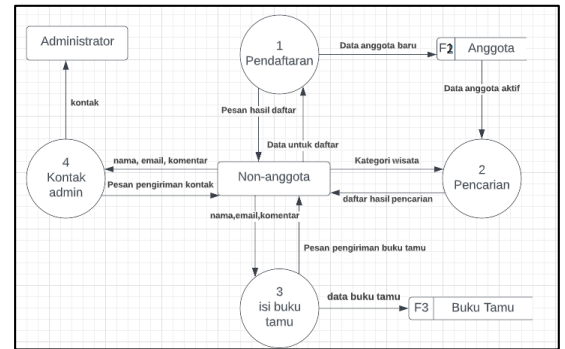 Administrator
1
Pendaftaran
Data anggota baru
Anggota
kontak
Pesan hasil daftar
Data anggota aktif
Data untuk daftar
4
Kontak
admin
nama, email, komentar
Pesan pengiriman kontak
Non-anggota
Kategori wisata
daftar hasil pencarian
2
Pencarian
nama,email,komentar
Pesan pengiriman buku tamu
3
isi buku
tamu
data buku tamu
F3 Buku Tamu